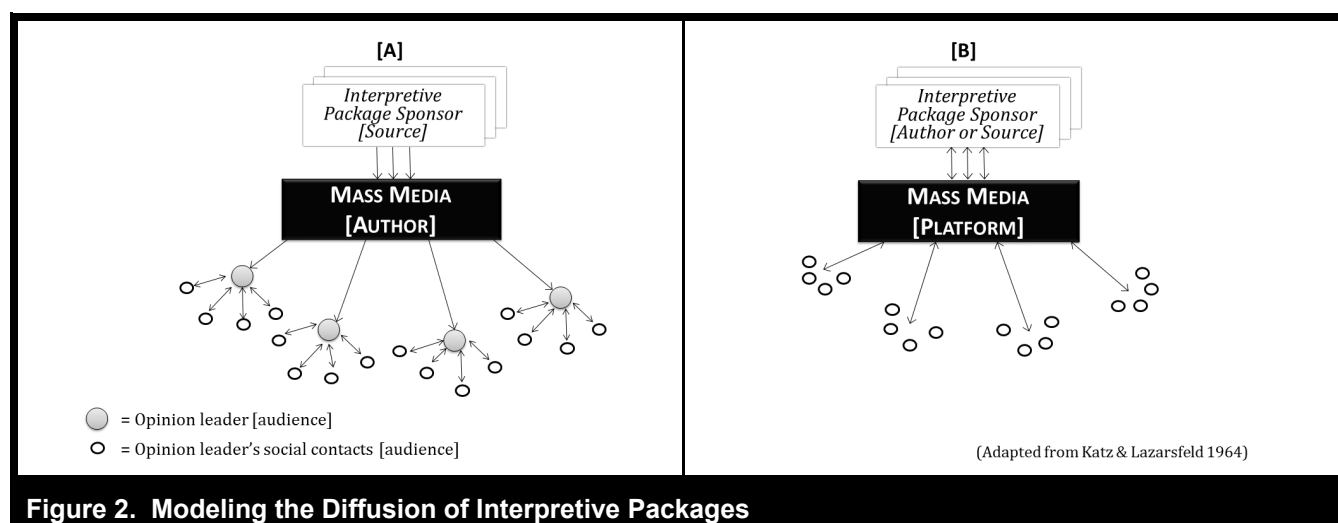 [A]
Interpretive
Package Sponsor
[Source]
MASS MEDIA
[AUTHOR]
= Opinion leader [audience]
= Opinion leader's social contacts [audience]
[B]
Interpretive
Package Sponsor
[Author or Source]
MASS MEDIA
[PLATFORM]
(Adapted from Katz & Lazarsfeld 1964)
Figure 2. Modeling the Diffusion of Interpretive Packages